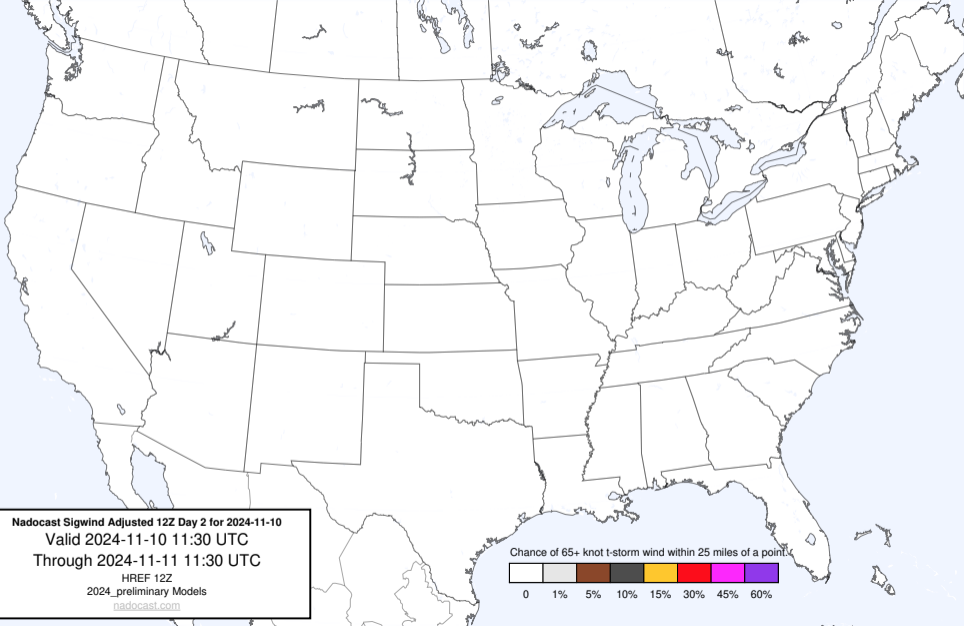 Nadocast Sigwind Adjusted 12Z Day 2 for 2024-11-10
Valid 2024-11-10 11:30 UTC
Through 2024-11-11 11:30 UTC
HREF 12Z
2024_preliminary Models
nadocast.com
Chance of 65+ knot t-storm wind within 25 miles of a point.
0 1% 5% 10% 15% 30% 45% 60%